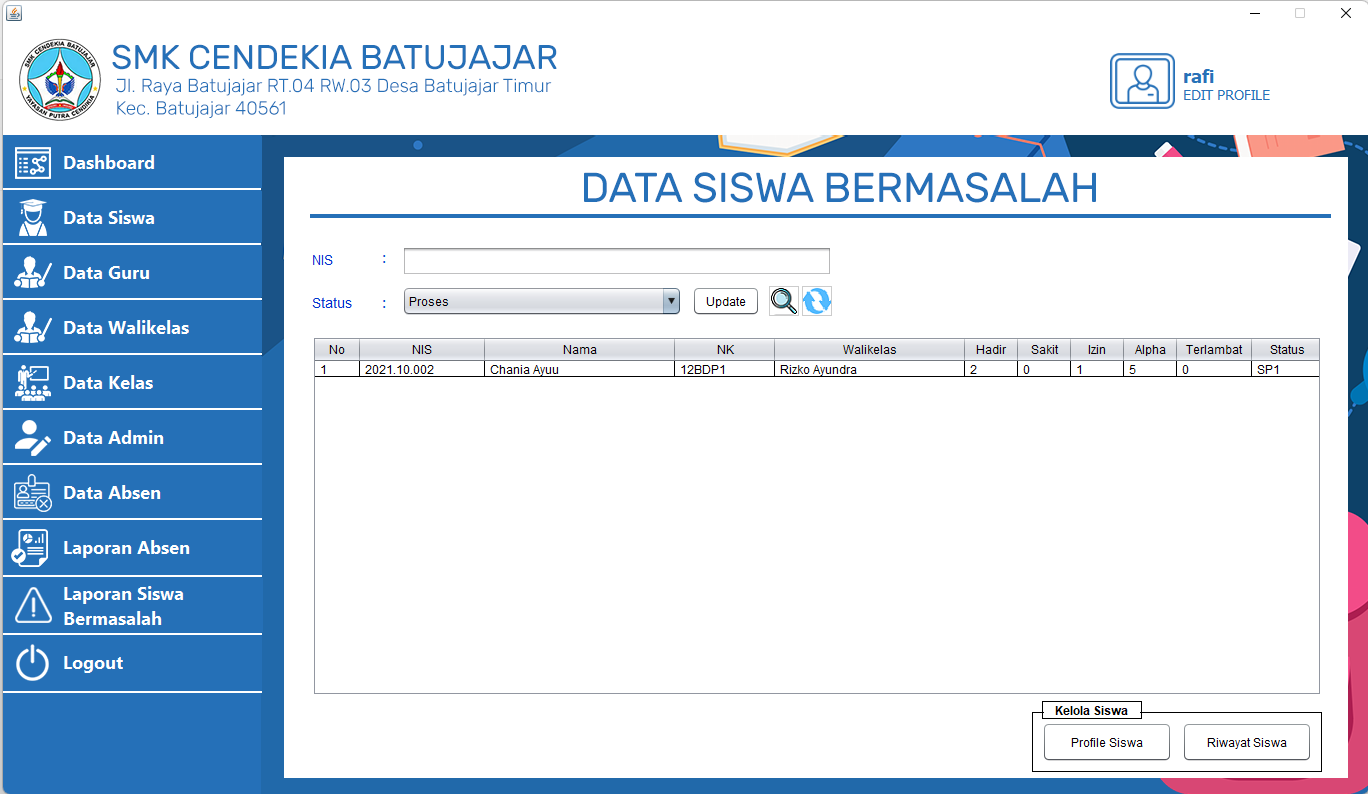 SMK CENDEKIA BATUJAJAR
YAYASAN PUTRA CENDIKIA
SMK CENDEKIA BATUJAJAR
Jl. Raya Batujajar RT.04 RW.03 Desa Batujajar Timur
Kec. Batujajar 40561
rafi
EDIT PROFILE
Dashboard
Data Siswa
Data Guru
Data Walikelas
Data Kelas
Data Admin
Data Absen
Laporan Absen
Laporan Siswa
Bermasalah
Logout
DATA SISWA BERMASALAH
NIS :
Status : Proses Update
No NIS Nama NK Walikelas Hadir Sakit Izin Alpha Terlambat Status
1 2021.10.002 Chania Ayuu 12BDP1 Rizko Ayundra 2 0 1 5 0 SP1
Kelola Siswa
Profile Siswa Riwayat Siswa